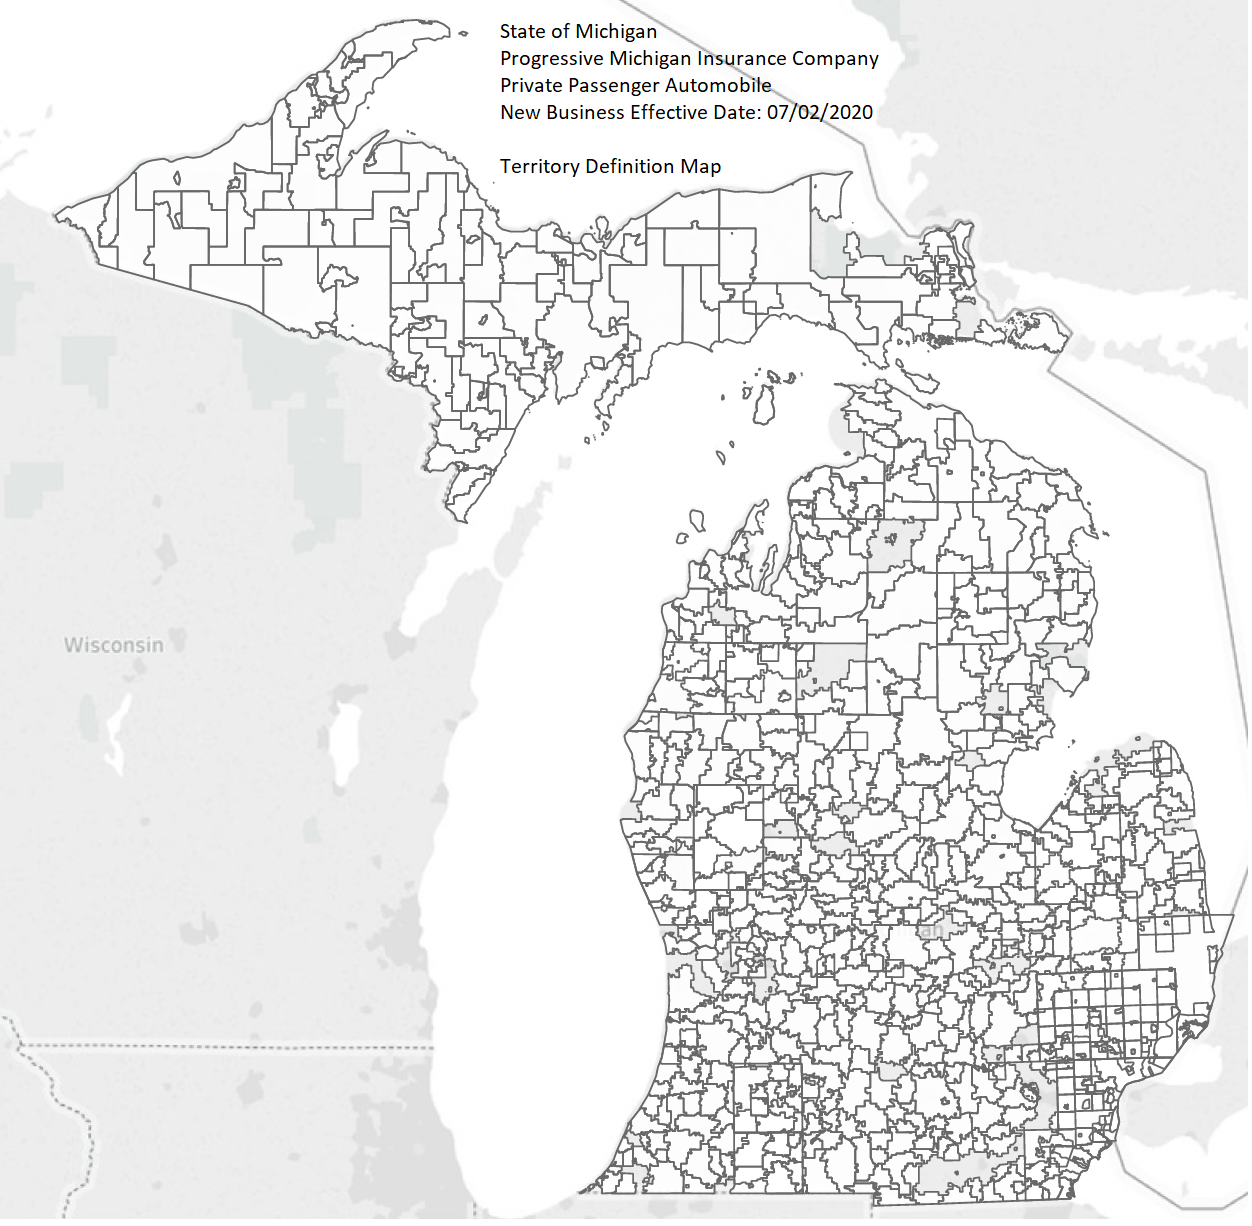 State of Michigan
Progressive Michigan Insurance Company
Private Passenger Automobile
New Business Effective Date: 07/02/2020
Territory Definition Map
Wisconsin